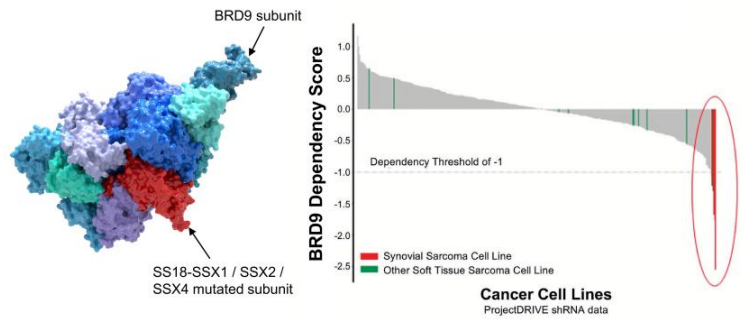 BRD9 subunit
SS18-SSX1 / SSX2 /
SSX4 mutated subunit
BRD9 Dependency Score
1.0
0.5
0.0
-0.5
-1.0
-1.5
-2.0
-2.5
Dependency Threshold of -1
Synovial Sarcoma Cell Line
Other Soft Tissue Sarcoma Cell Line
Cancer Cell Lines
ProjectDRIVE shRNA data